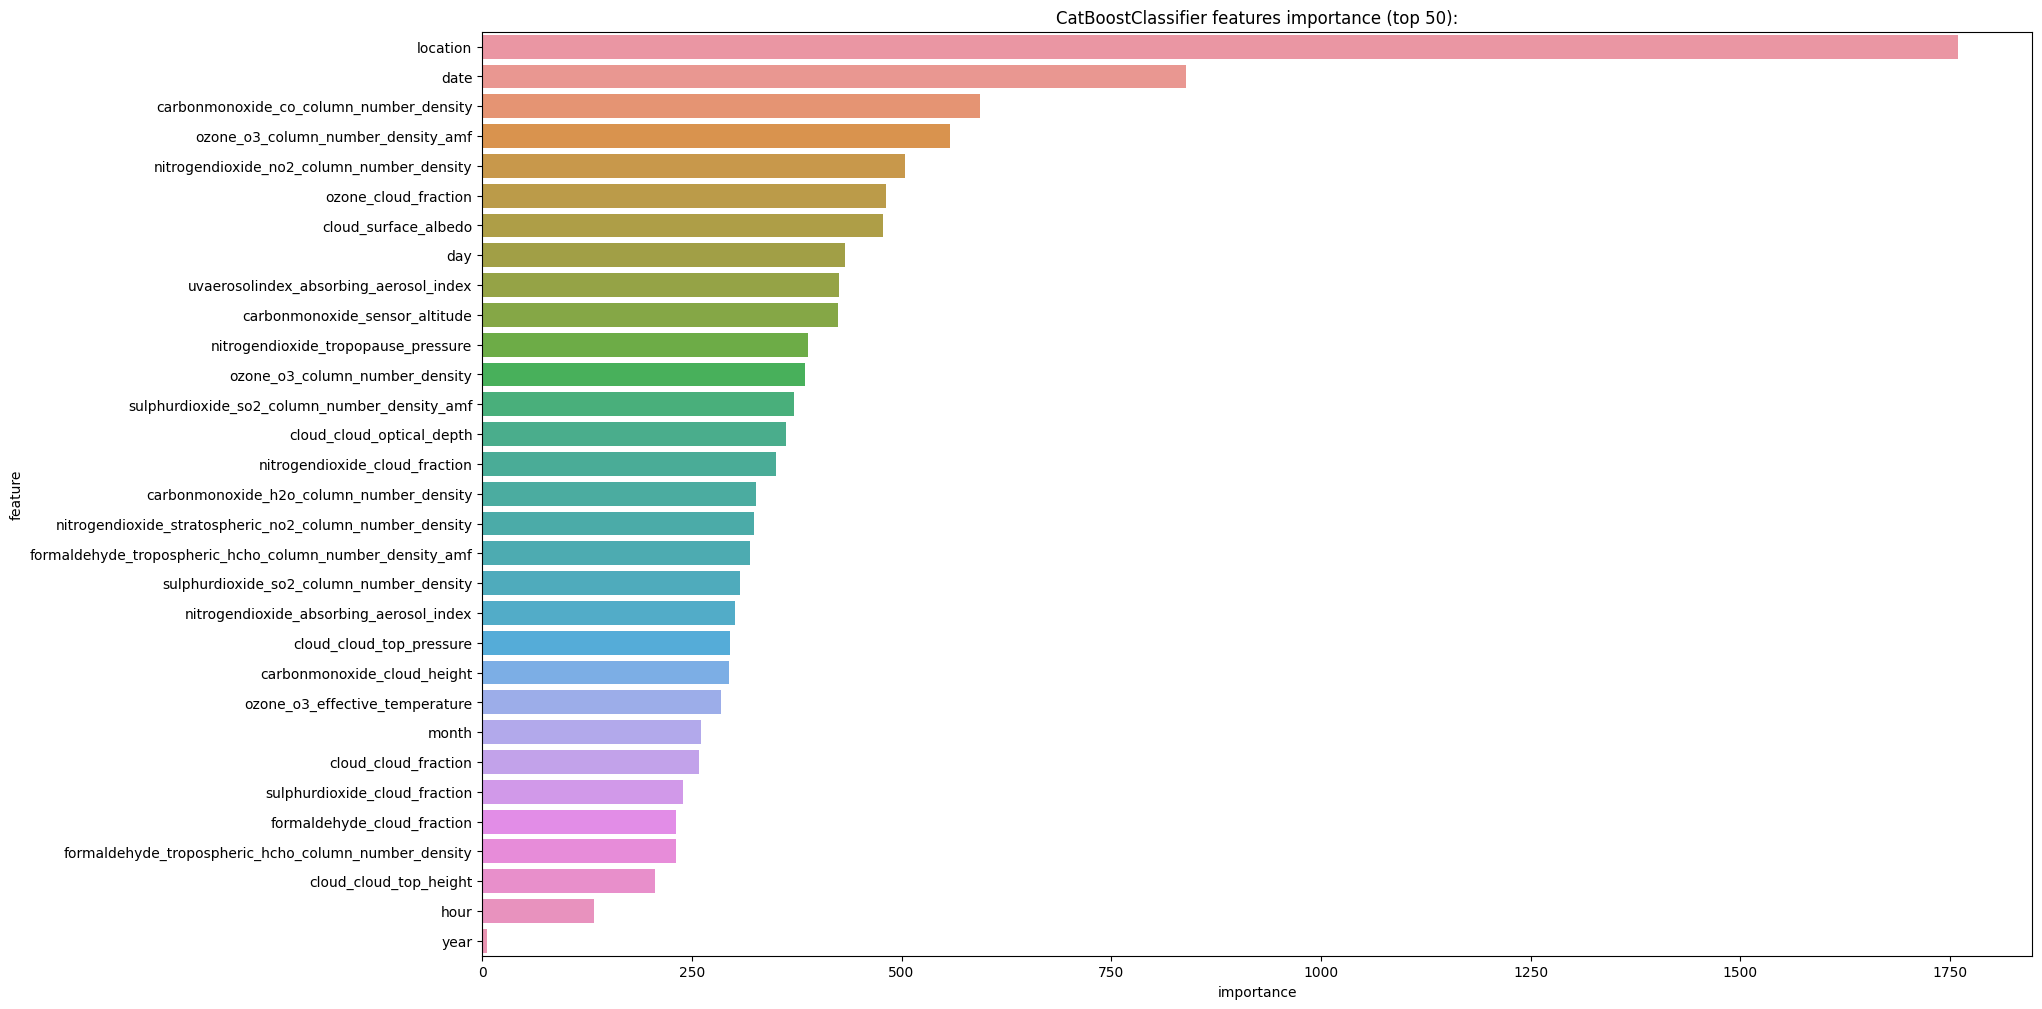 CatBoostClassifier features importance (top 50):
location
date
carbonmonoxide_co_column_number_density
ozone_o3_column_number_density_amf
nitrogendioxide_no2_column_number_density
ozone_cloud_fraction
cloud_surface_albedo
day
uvaerosolindex_absorbing_aerosol_index
carbonmonoxide_sensor_altitude
nitrogendioxide_tropopause_pressure
ozone_o3_column_number_density
sulphurdioxide_so2_column_number_density_amf
cloud_cloud_optical_depth
nitrogendioxide_cloud_fraction
carbonmonoxide_h2o_column_number_density
nitrogendioxide_stratospheric_no2_column_number_density
formaldehyde_tropospheric_hcho_column_number_density_amf
sulphurdioxide_so2_column_number_density
nitrogendioxide_absorbing_aerosol_index
cloud_cloud_top_pressure
carbonmonoxide_cloud_height
ozone_o3_effective_temperature
month
cloud_cloud_fraction
sulphurdioxide_cloud_fraction
formaldehyde_cloud_fraction
formaldehyde_tropospheric_hcho_column_number_density
cloud_cloud_top_height
hour
year
feature
0 250 500 750 1000 1250 1500 1750
importance